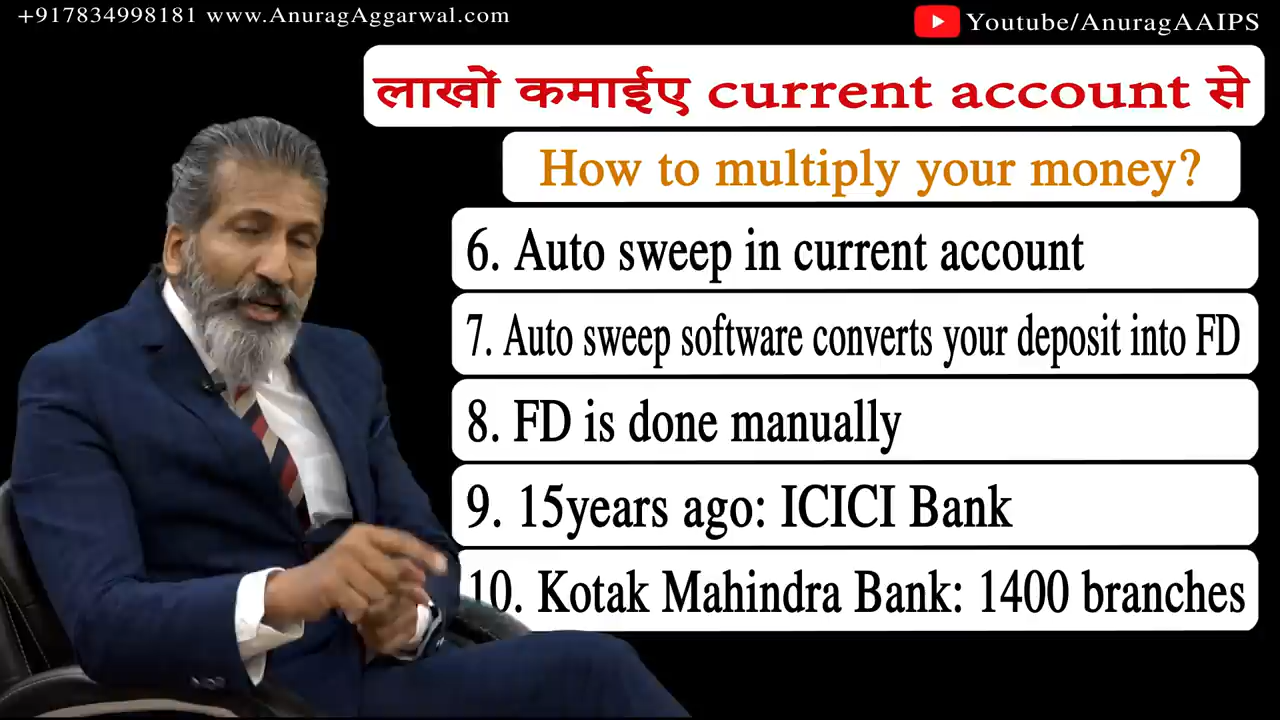 +917834998181 www.AnuragAggarwal.com
Youtube/AnuragAAIPS
लाखों कमाईए current account से
How to multiply your money?
6. Auto sweep in current account
7. Auto sweep software converts your deposit into FD
8. FD is done manually
9. 15years ago: ICICI Bank
10. Kotak Mahindra Bank: 1400 branches